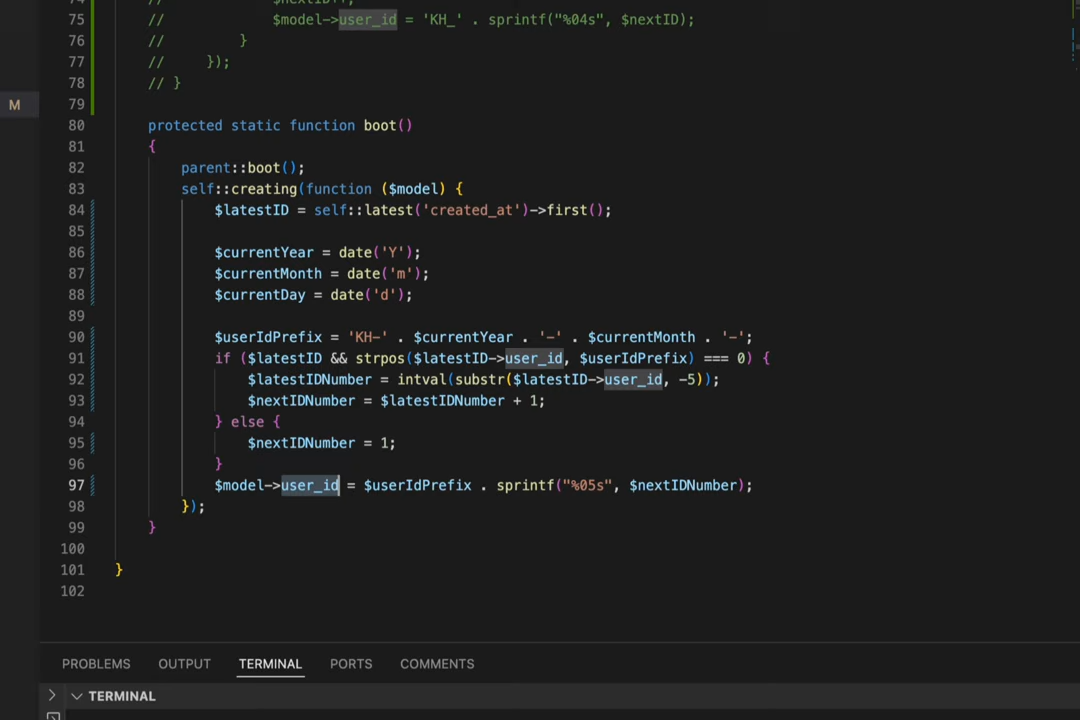 74 // $nextID++;
75 // $model->user_id = 'KH_' . sprintf("%04s", $nextID);
76 // }
77 // });
78 // }
79
80 protected static function boot()
81 {
82 parent::boot();
83 self::creating(function ($model) {
84 $latestID = self::latest('created_at')->first();
85
86 $currentYear = date('Y');
87 $currentMonth = date('m');
88 $currentDay = date('d');
89
90 $userIdPrefix = 'KH-' . $currentYear . '-' . $currentMonth . '-';
91 if ($latestID && strpos($latestID->user_id, $userIdPrefix) === 0) {
92 $latestIDNumber = intval(substr($latestID->user_id, -5));
93 $nextIDNumber = $latestIDNumber + 1;
94 } else {
95 $nextIDNumber = 1;
96 }
97 $model->user_id = $userIdPrefix . sprintf("%05s", $nextIDNumber);
98 });
99 }
100
101 }
102
M
PROBLEMS OUTPUT TERMINAL PORTS COMMENTS
TERMINAL